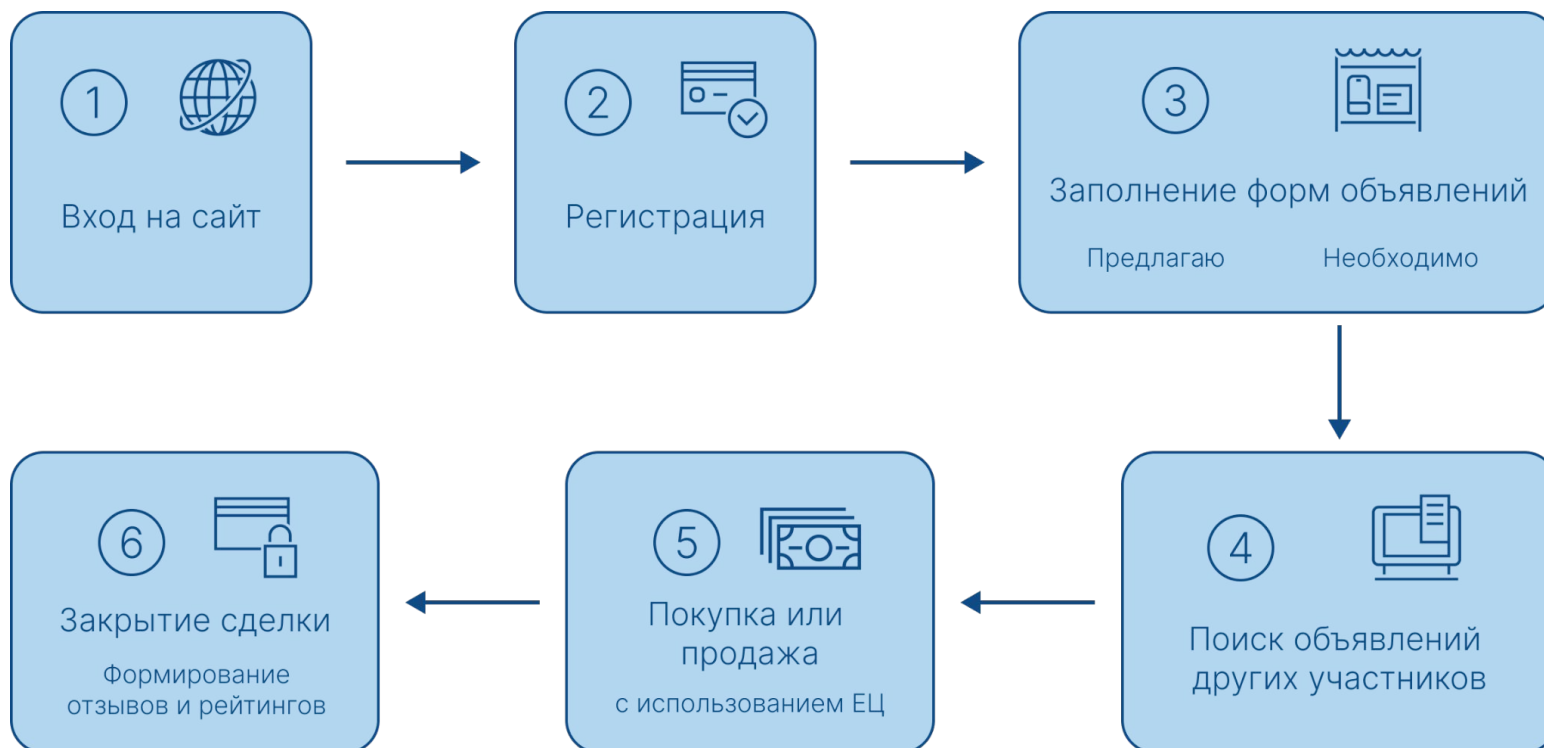 1
Вход на сайт
2
Регистрация
3
Заполнение форм объявлений
Предлагаю
Необходимо
4
Поиск объявлений
других участников
5
Покупка или
продажа
с использованием ЕЦ
6
Закрытие сделки
Формирование
отзывов и рейтингов